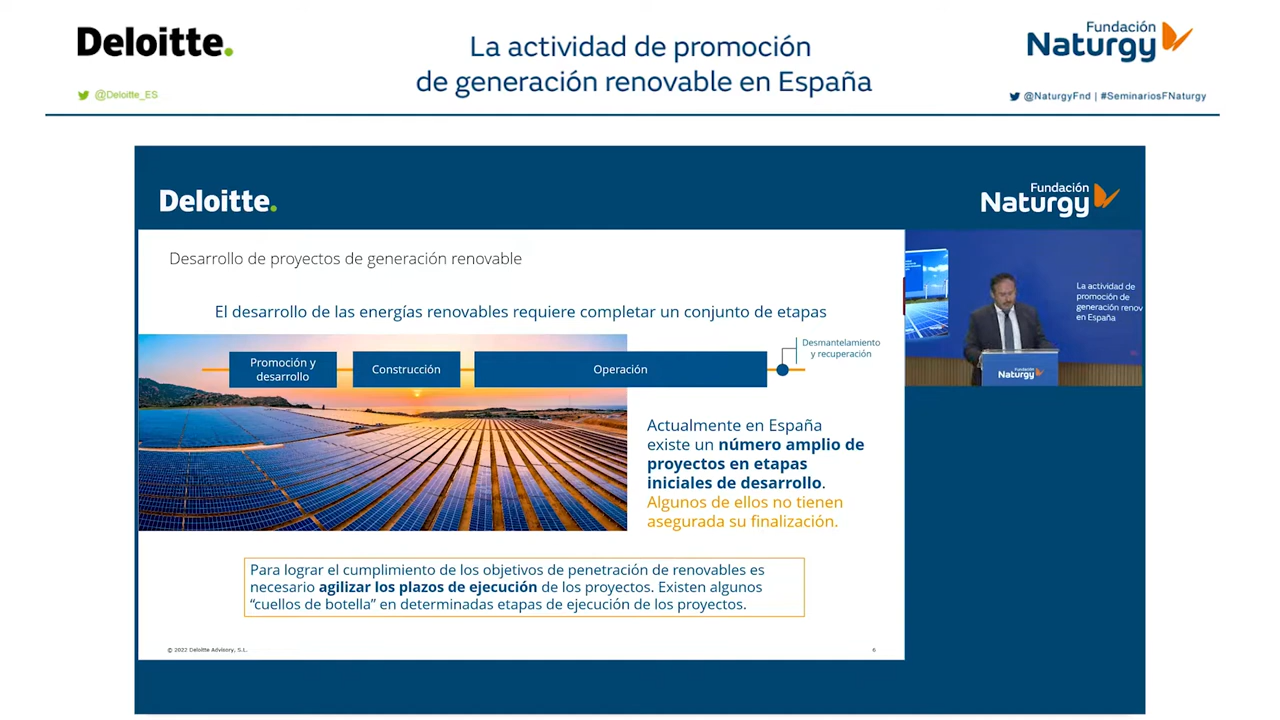 Deloitte.
@Deloitte_ES
La actividad de promoción
de generación renovable en España
Fundación
Naturgy
@NaturgyFnd | #SeminariosFNaturgy
Deloitte.
Fundación
Naturgy
Desarrollo de proyectos de generación renovable
El desarrollo de las energías renovables requiere completar un conjunto de etapas
Promoción y
desarrollo
Construcción
Operación
Desmantelamiento
y recuperación
Actualmente en España
existe un número amplio de
proyectos en etapas
iniciales de desarrollo.
Algunos de ellos no tienen
asegurada su finalización.
Para lograr el cumplimiento de los objetivos de penetración de renovables es
necesario agilizar los plazos de ejecución de los proyectos. Existen algunos
“cuellos de botella” en determinadas etapas de ejecución de los proyectos.
© 2022 Deloitte Advisory, S.L.
6
La actividad de
promoción de
generación renov
en España
Naturgy